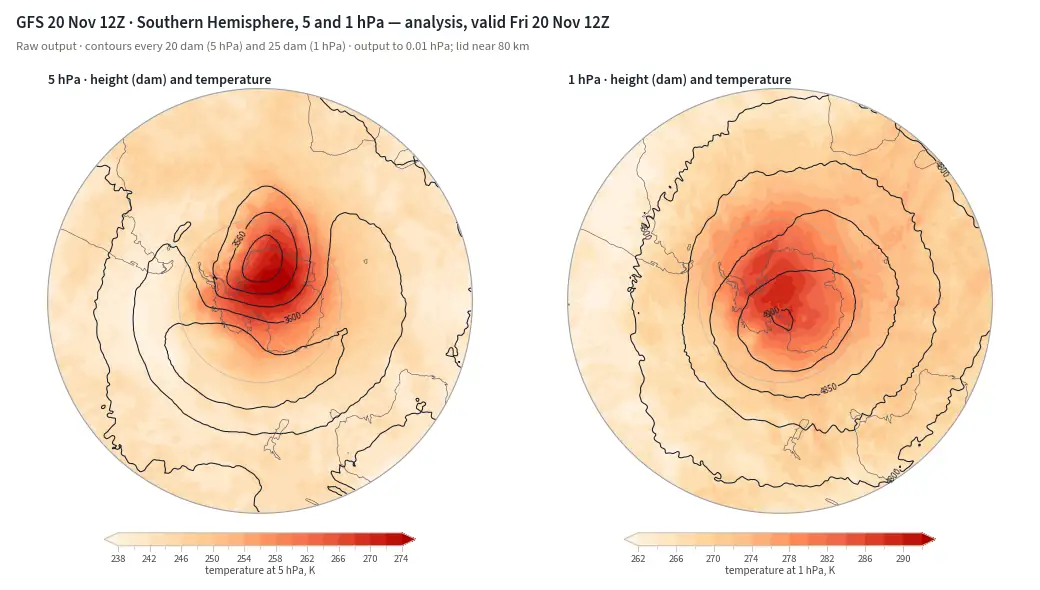 GFS 20 Nov 12Z · Southern Hemisphere, 5 and 1 hPa — analysis, valid Fri 20 Nov 12Z
Raw output · contours every 20 dam (5 hPa) and 25 dam (1 hPa) · output to 0.01 hPa; lid near 80 km
5 hPa · height (dam) and temperature
1 hPa · height (dam) and temperature
3560
3600
4800
4900
4850
4800
238 242 246 250 254 258 262 266 270 274
temperature at 5 hPa, K
262 266 270 274 278 282 286 290
temperature at 1 hPa, K